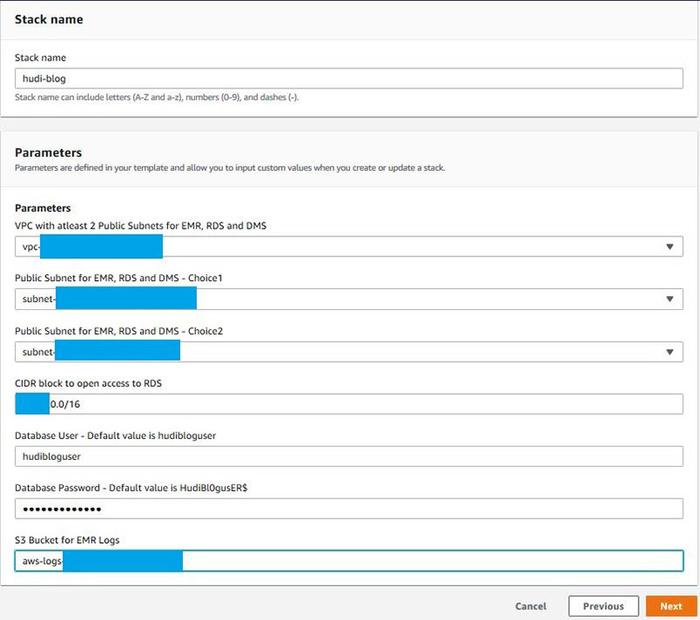 Stack name
Stack name
hudi-blog
Stack name can include letters (A-Z and a-z), numbers (0-9), and dashes (-).
Parameters
Parameters are defined in your template and allow you to input custom values when you create or update a stack.
Parameters
VPC with atleast 2 Public Subnets for EMR, RDS and DMS
vpc-
Public Subnet for EMR, RDS and DMS - Choice1
subnet-
Public Subnet for EMR, RDS and DMS - Choice2
subnet-
CIDR block to open access to RDS
0.0/16
Database User - Default value is hudibloguser
hudibloguser
Database Password - Default value is HudiBl0gusER$
•••••••••••••
S3 Bucket for EMR Logs
aws-logs-
Cancel Previous Next